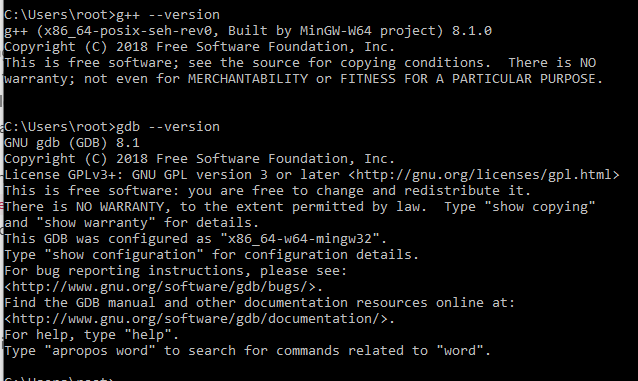 C:\Users\root>g++ --version
g++ (x86_64-posix-seh-rev0, Built by MinGW-W64 project) 8.1.0
Copyright (C) 2018 Free Software Foundation, Inc.
This is free software; see the source for copying conditions.  There is NO
warranty; not even for MERCHANTABILITY or FITNESS FOR A PARTICULAR PURPOSE.
C:\Users\root>gdb --version
GNU gdb (GDB) 8.1
Copyright (C) 2018 Free Software Foundation, Inc.
License GPLv3+: GNU GPL version 3 or later <http://gnu.org/licenses/gpl.html>
This is free software: you are free to change and redistribute it.
There is NO WARRANTY, to the extent permitted by law.  Type "show copying"
and "show warranty" for details.
This GDB was configured as "x86_64-w64-mingw32".
Type "show configuration" for configuration details.
For bug reporting instructions, please see:
<http://www.gnu.org/software/gdb/bugs/>.
Find the GDB manual and other documentation resources online at:
<http://www.gnu.org/software/gdb/documentation/>.
For help, type "help".
Type "apropos word" to search for commands related to "word".
C:\Users\root>